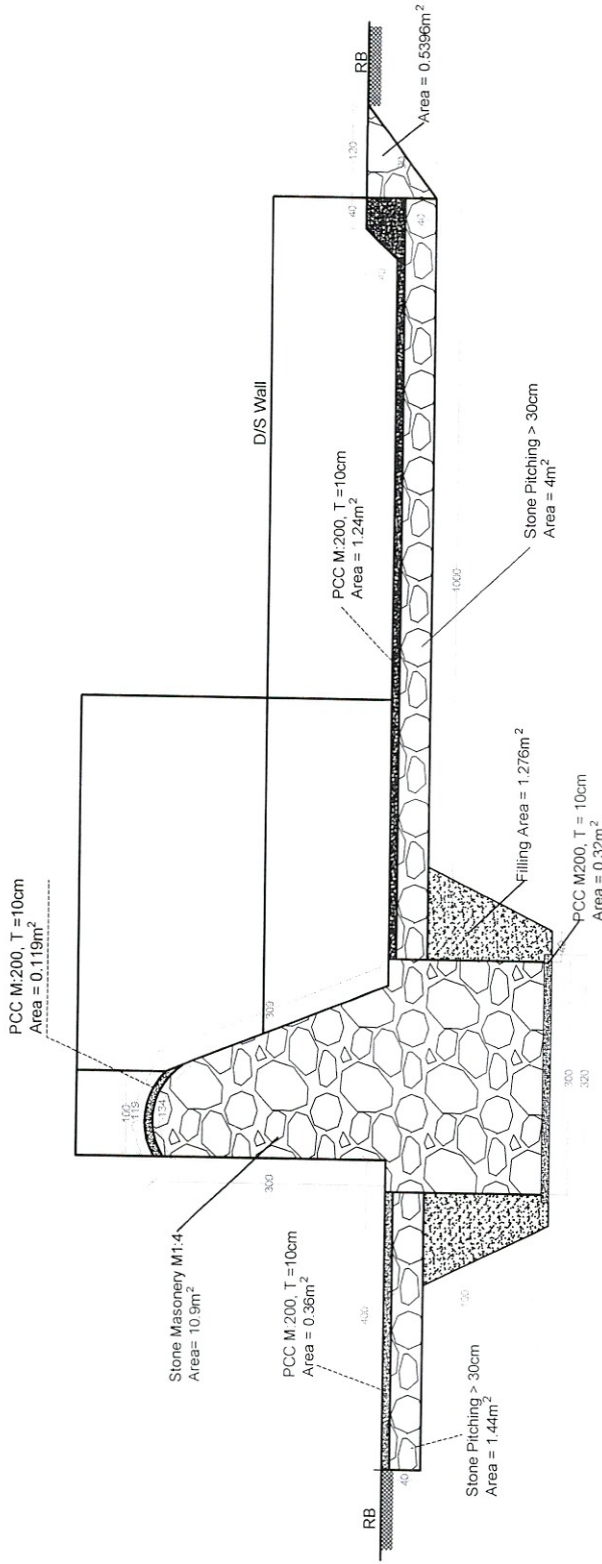 PCC M:200, T =10cm
Area = 0.119m²
100
119
134
300
309
Stone Masonery M1:4
Area= 10.9m²
D/S Wall
PCC M:200, T =10cm
Area = 0.36m²
400
PCC M:200, T =10cm
Area = 1.24m²
RB
40
Stone Pitching > 30cm
Area = 1.44m²
RB
120
40
40
Area = 0.5396m²
Stone Pitching > 30cm
Area = 4m²
1000
Filling Area = 1.276m²
PCC M200, T = 10cm
Area = 0.32m²
300
320